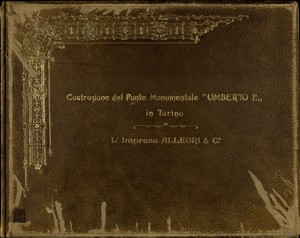 Costruzione del Ponte Monumentale "UMBERTO I„
in Torino
L' Impresa ALLEGRI & C.